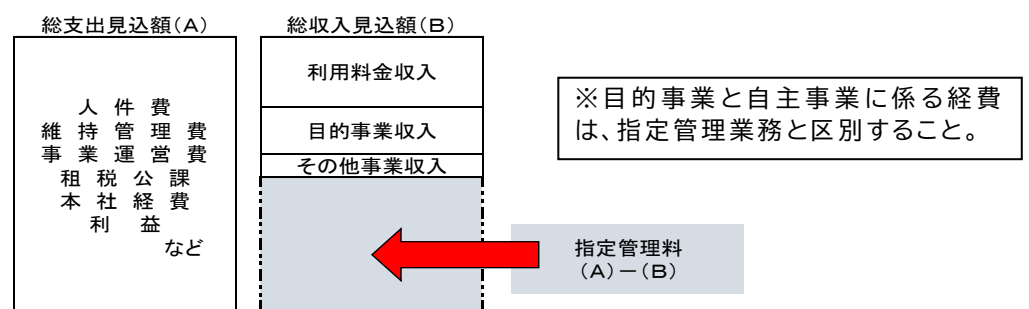 総支出見込額（A）
人件費
維持管理費
事業運営費
租税公課
本社経費
利益
など
総収入見込額（B）
利用料金収入
目的事業収入
その他事業収入
※目的事業と自主事業に係る経費
は、指定管理業務と区別すること。
指定管理料
（A）－（B）